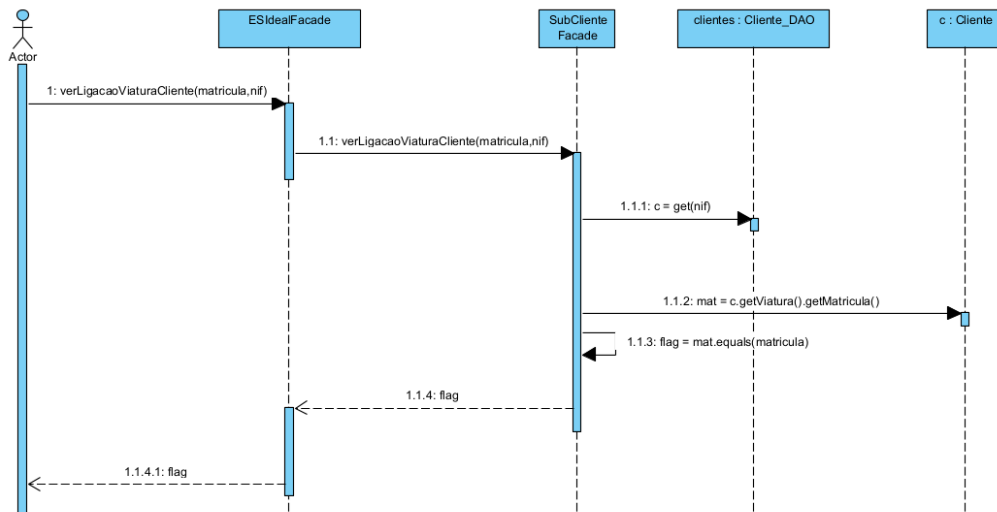 ESIdealFacade
SubCliente
Facade
clientes : Cliente_DAO
c : Cliente
Actor
1: verLigacaoViaturaCliente(matricula,nif)
1.1: verLigacaoViaturaCliente(matricula,nif)
1.1.1: c = get(nif)
1.1.2: mat = c.getViatura().getMatricula()
1.1.3: flag = mat.equals(matricula)
1.1.4: flag
1.1.4.1: flag